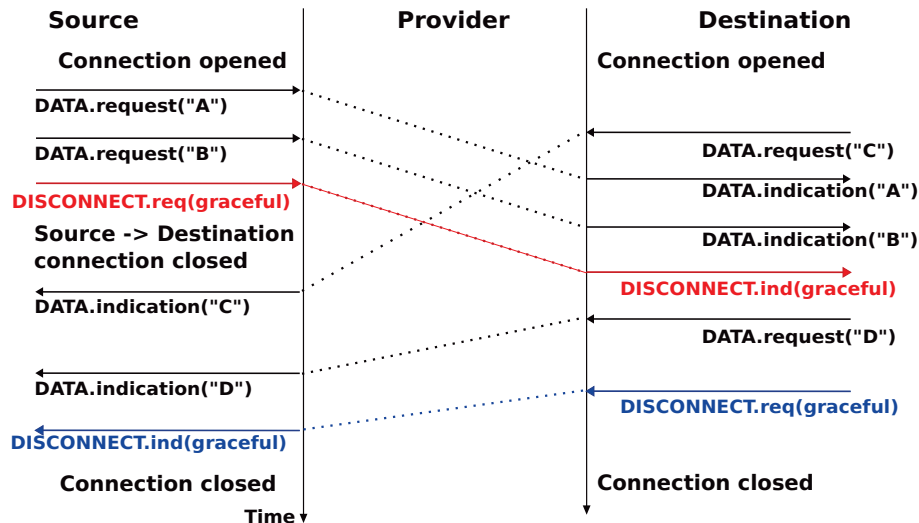 Source Provider Destination
Connection opened Connection opened
DATA.request("A")
DATA.request("B") DATA.request("C")
DISCONNECT.req(graceful) DATA.indication("A")
Source -> Destination DATA.indication("B")
connection closed
DISCONNECT.ind(graceful)
DATA.indication("C")
DATA.request("D")
DATA.indication("D")
DISCONNECT.req(graceful)
DISCONNECT.ind(graceful)
Connection closed Connection closed
Time